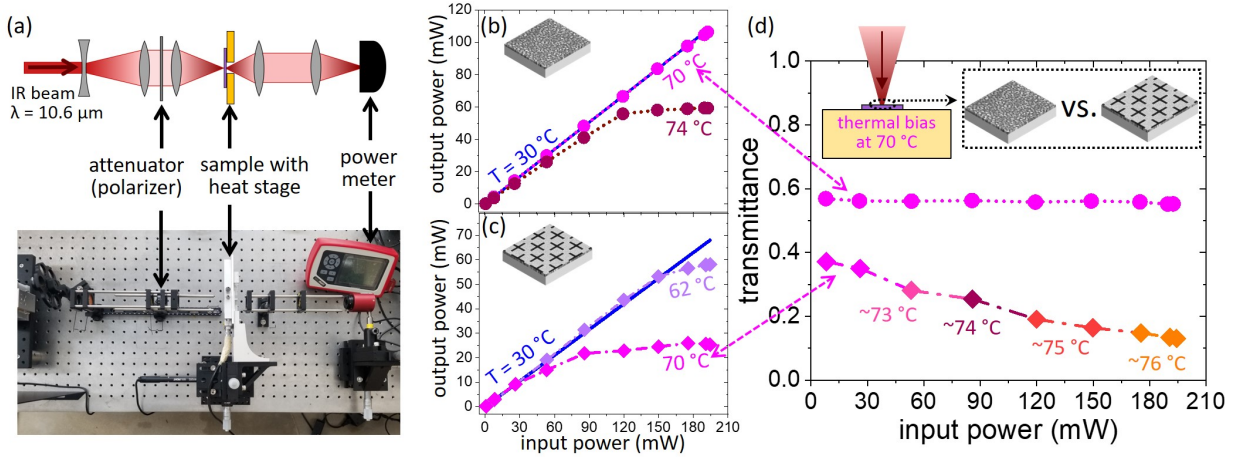 (a)
IR beam
λ = 10.6 µm
attenuator
(polarizer)
sample with
heat stage
power
meter
(b)
output power (mW)
120
100
80
60
40
20
0
T = 30 °C
70 °C
74 °C
(c)
output power (mW)
70
60
50
40
30
20
10
0
T = 30 °C
62 °C
70 °C
0 30 60 90 120 150 180 210
input power (mW)
(d)
transmittance
1.0
0.8
0.6
0.4
0.2
0.0
thermal bias
at 70 °C
VS.
~73 °C
~74 °C
~75 °C
~76 °C
0 30 60 90 120 150 180 210
input power (mW)